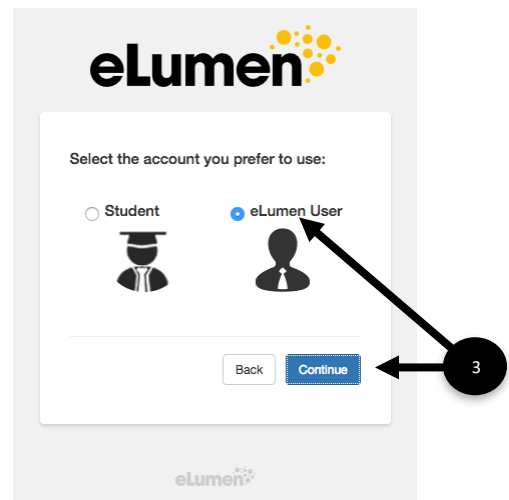 eLumen
Select the account you prefer to use:
Student eLumen User
Back Continue
3
eLumen